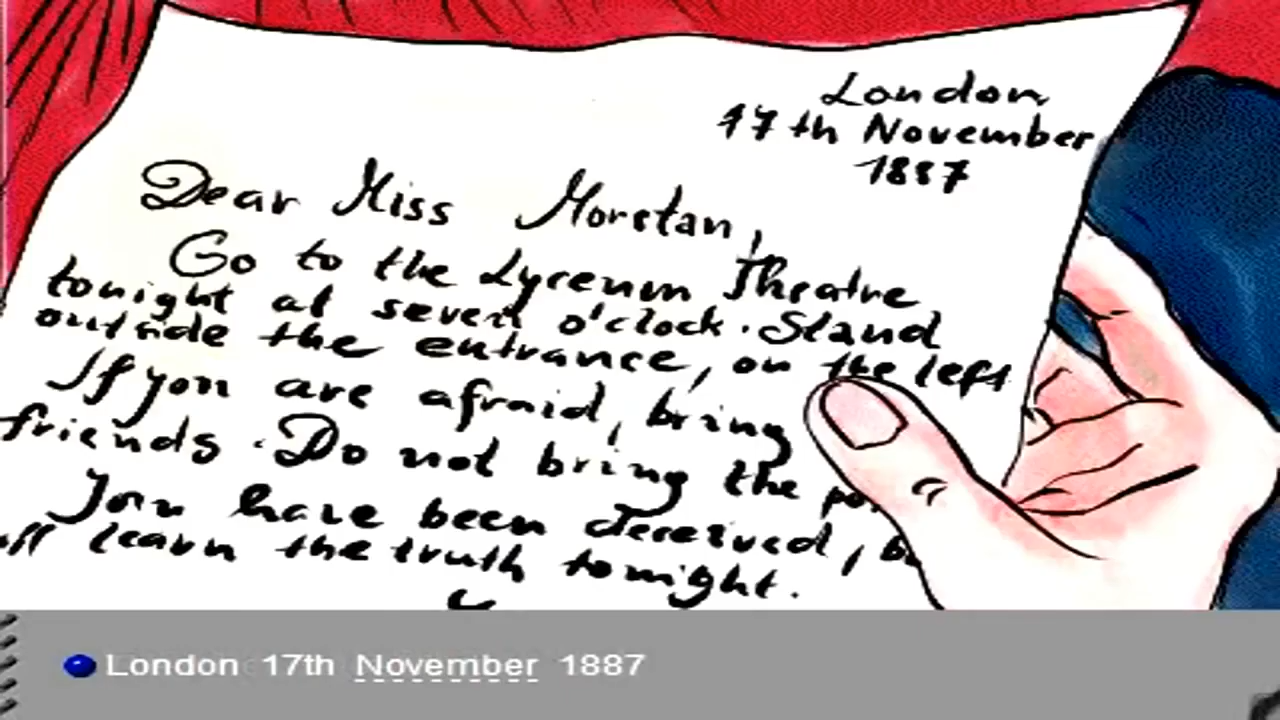 London
17th November
1887
Dear Miss Morstan,
Go to the Lyceum Theatre
tonight at seven o'clock. Stand
outside the entrance, on the left
If you are afraid, bring
friends. Do not bring the
You have been deceived,
learn the truth tonight.
London 17th November 1887